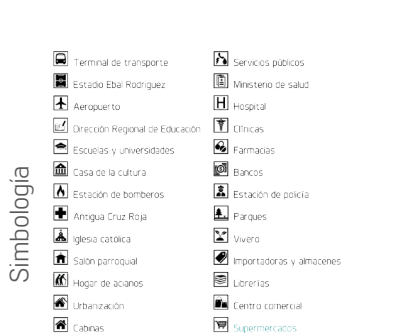 Simbología
Terminal de transporte
Estadio Ebal Rodriguez
Aeropuerto
Dirección Regional de Educación
Escuelas y universidades
Casa de la cultura
Estación de bomberos
Antigua Cruz Roja
Iglesia católica
Salón parroquial
Hogar de acianos
Urbanización
Cabinas
Servicios públicos
Ministerio de salud
Hospital
Clínicas
Farmacias
Bancos
Estación de policía
Parques
Vivero
Importadoras y almacenes
Librerías
Centro comercial
Supermercados